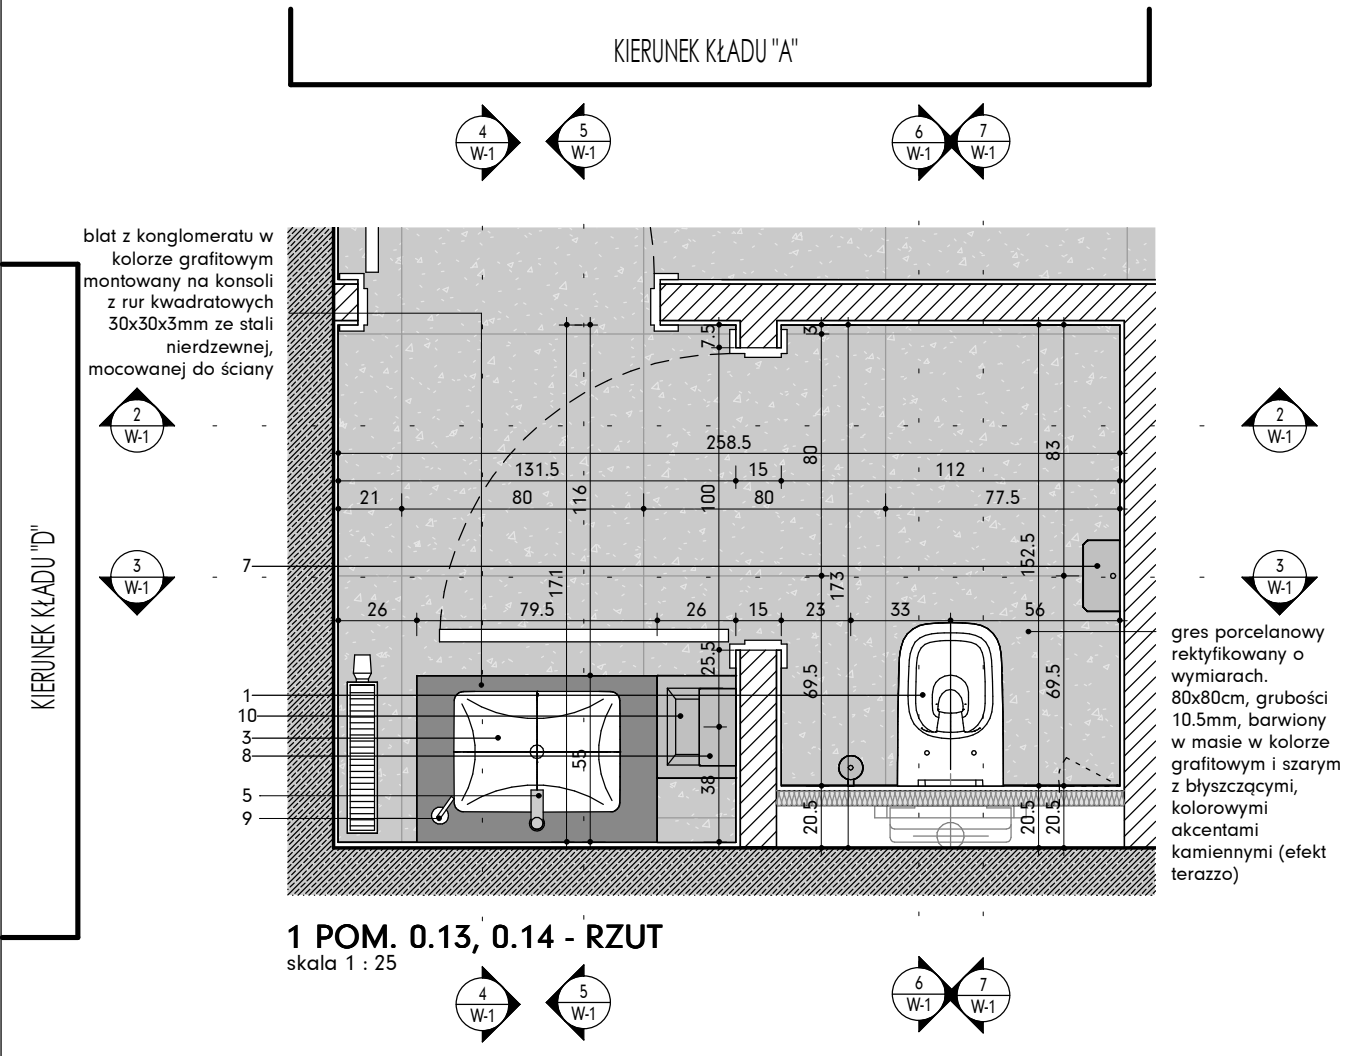 KIERUNEK KŁADU "A"
4
W-1
5
W-1
6
W-1
7
W-1
blat z konglomeratu w
kolorze grafitowym
montowany na konsoli
z rur kwadratowych
30x30x3mm ze stali
nierdzewnej,
mocowanej do ściany
2
W-1
2
W-1
KIERUNEK KŁADU "D"
7.5
3
258.5
80
83
131.5
15
112
21
80
116
100
80
77.5
7
3
W-1
3
W-1
171
173
152.5
26
79.5
26
15
23
33
56
gres porcelanowy
rektyfikowany o
wymiarach.
80x80cm, grubości
10.5mm, barwiony
w masie w kolorze
grafitowym i szarym
z błyszczącymi,
kolorowymi
akcentami
kamiennymi (efekt
terazzo)
25.5
69.5
69.5
1
10
3
8
55
38
5
9
20.5
20.5
20.5
1 POM. 0.13, 0.14 - RZUT
skala 1 : 25
4
W-1
5
W-1
6
W-1
7
W-1